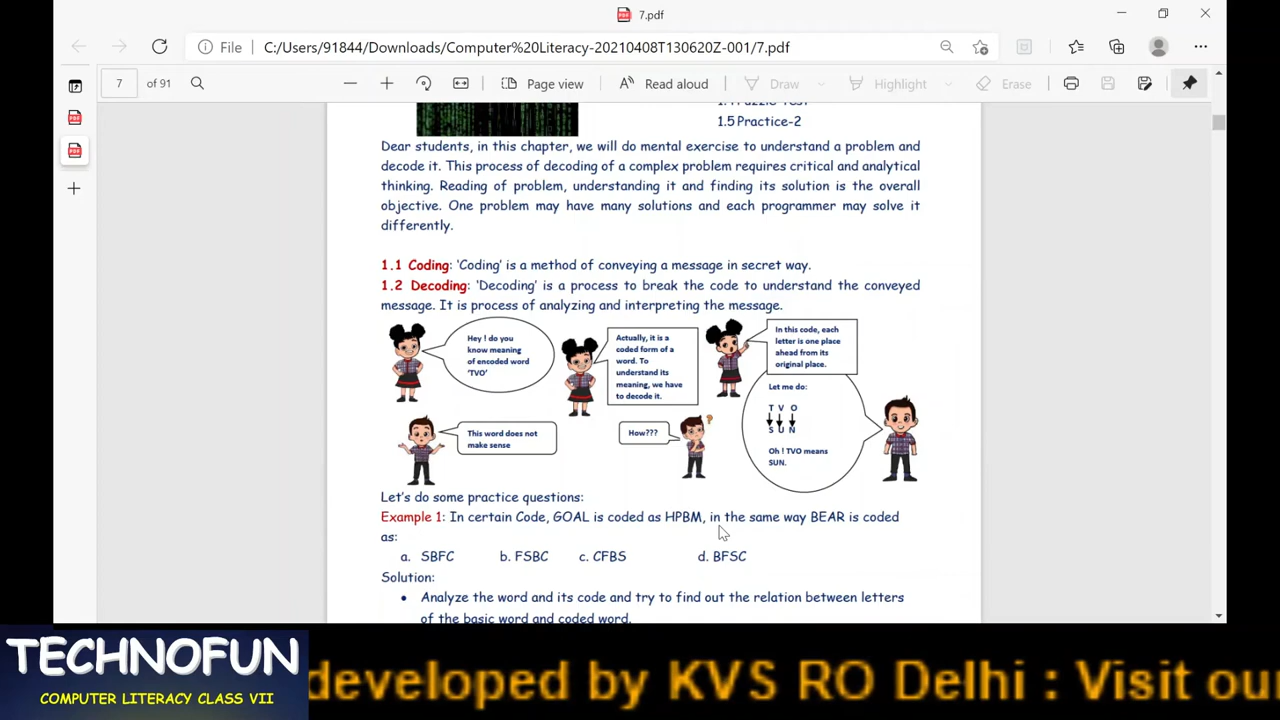 7.pdf
File
C:/Users/91844/Downloads/Computer%20Literacy-20210408T130620Z-001/7.pdf
7 of 91
Page view
Read aloud
Draw
Highlight
Erase
1.5 Practice-2
Dear students, in this chapter, we will do mental exercise to understand a problem and
decode it. This process of decoding of a complex problem requires critical and analytical
thinking. Reading of problem, understanding it and finding its solution is the overall
objective. One problem may have many solutions and each programmer may solve it
differently.
1.1 Coding: 'Coding' is a method of conveying a message in secret way.
1.2 Decoding: 'Decoding' is a process to break the code to understand the conveyed
message. It is process of analyzing and interpreting the message.
Hey ! do you
know meaning
of encoded word
'TVO'
Actually, it is a
coded form of a
word. To
understand its
meaning, we have
to decode it.
In this code, each
letter is one place
ahead from its
original place.
Let me do:
T V O
S U N
Oh ! TVO means
SUN.
This word does not
make sense
How???
?
Let's do some practice questions:
Example 1: In certain Code, GOAL is coded as HPBM, in the same way BEAR is coded
as:
a. SBFC b. FSBC c. CFBS d. BFSC
Solution:
• Analyze the word and its code and try to find out the relation between letters
of the basic word and coded word.
TECHNOFUN
COMPUTER LITERACY CLASS VII
developed by KVS RO Delhi : Visit ou